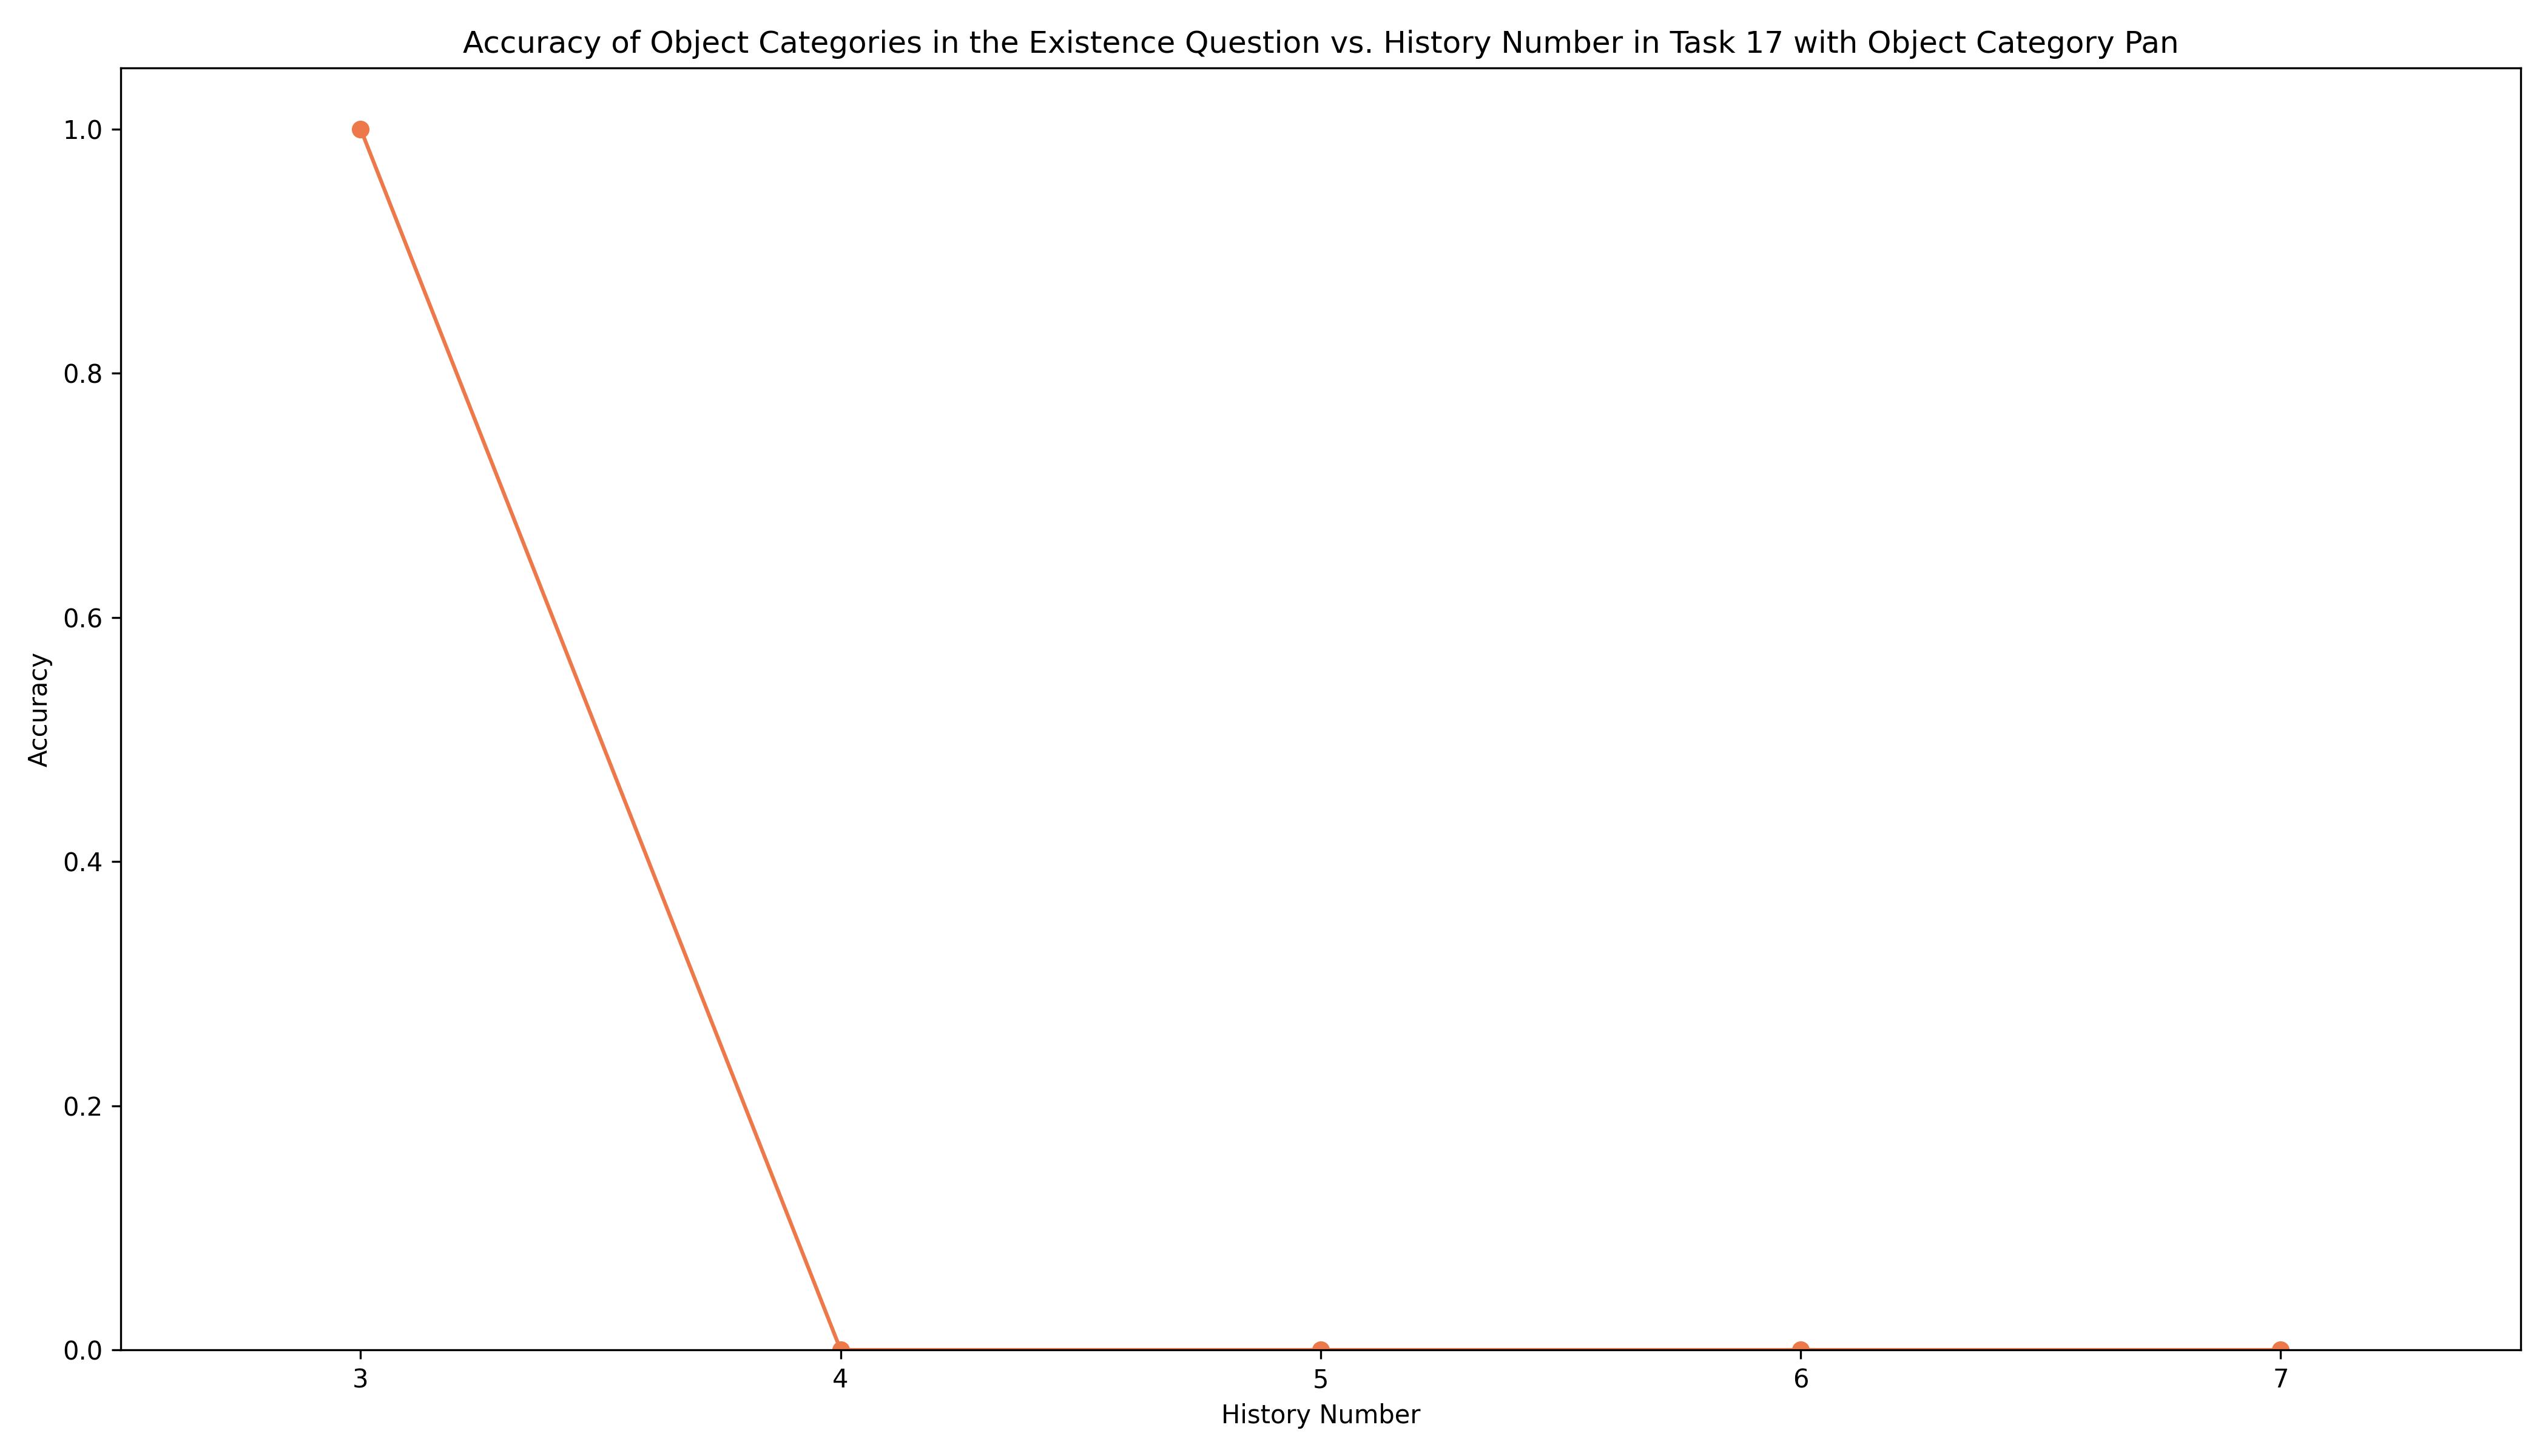 Accuracy of Object Categories in the Existence Question vs. History Number in Task 17 with Object Category Pan
1.0
0.8
0.6
0.4
0.2
0.0
Accuracy
3 4 5 6 7
History Number